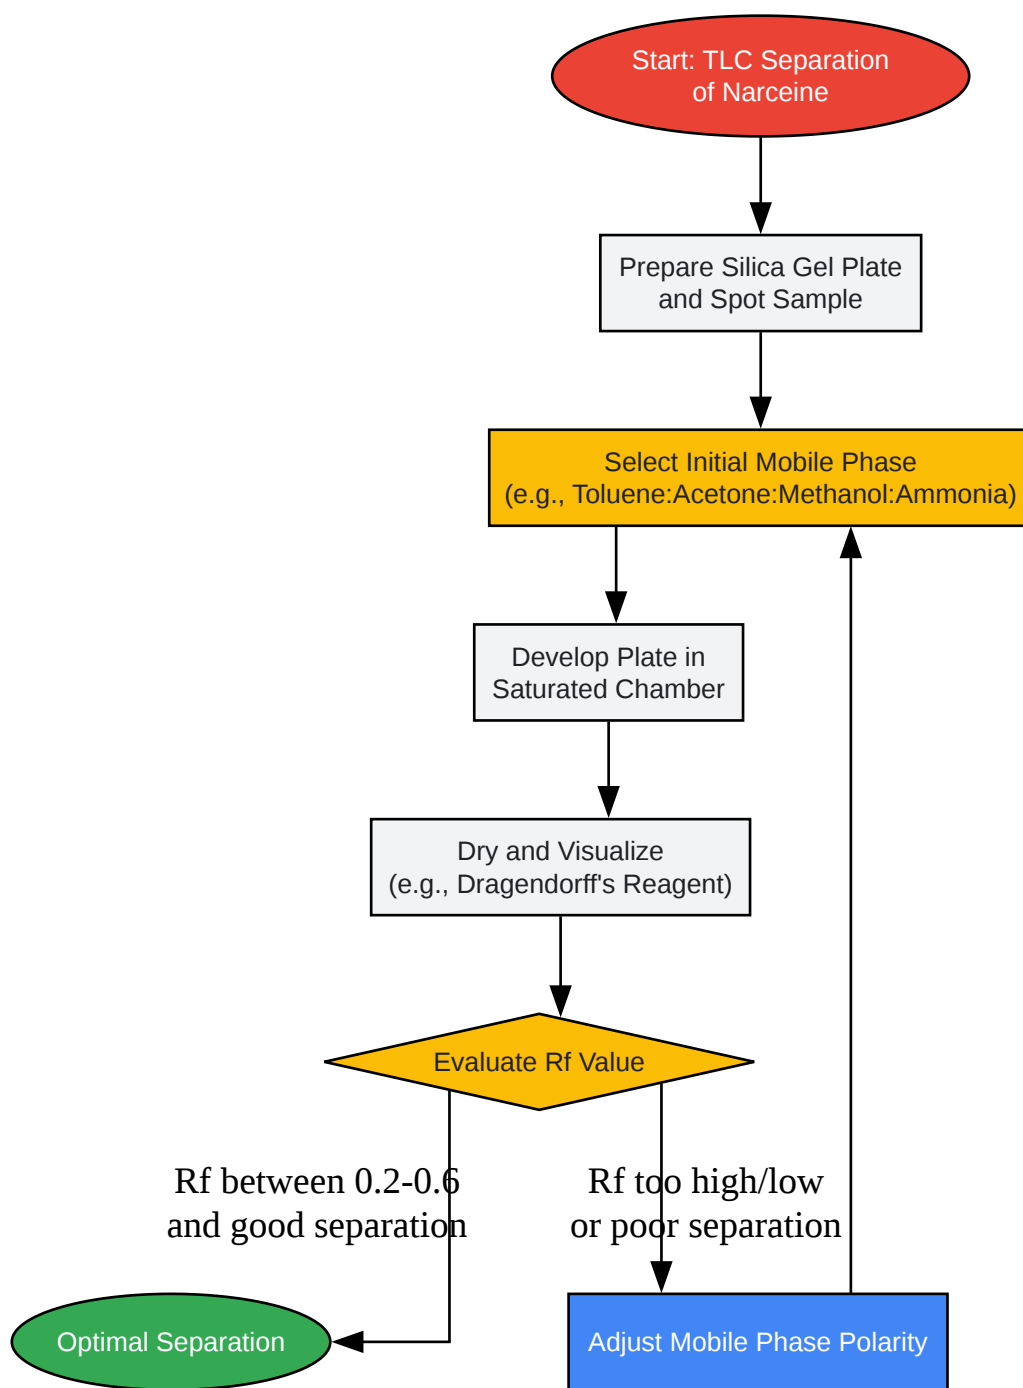 Start: TLC Separation
of Narceine
Prepare Silica Gel Plate
and Spot Sample
Select Initial Mobile Phase
(e.g., Toluene:Acetone:Methanol:Ammonia)
Develop Plate in
Saturated Chamber
Dry and Visualize
(e.g., Dragendorff's Reagent)
Evaluate Rf Value
Rf between 0.2-0.6
and good separation
Rf too high/low
or poor separation
Optimal Separation
Adjust Mobile Phase Polarity